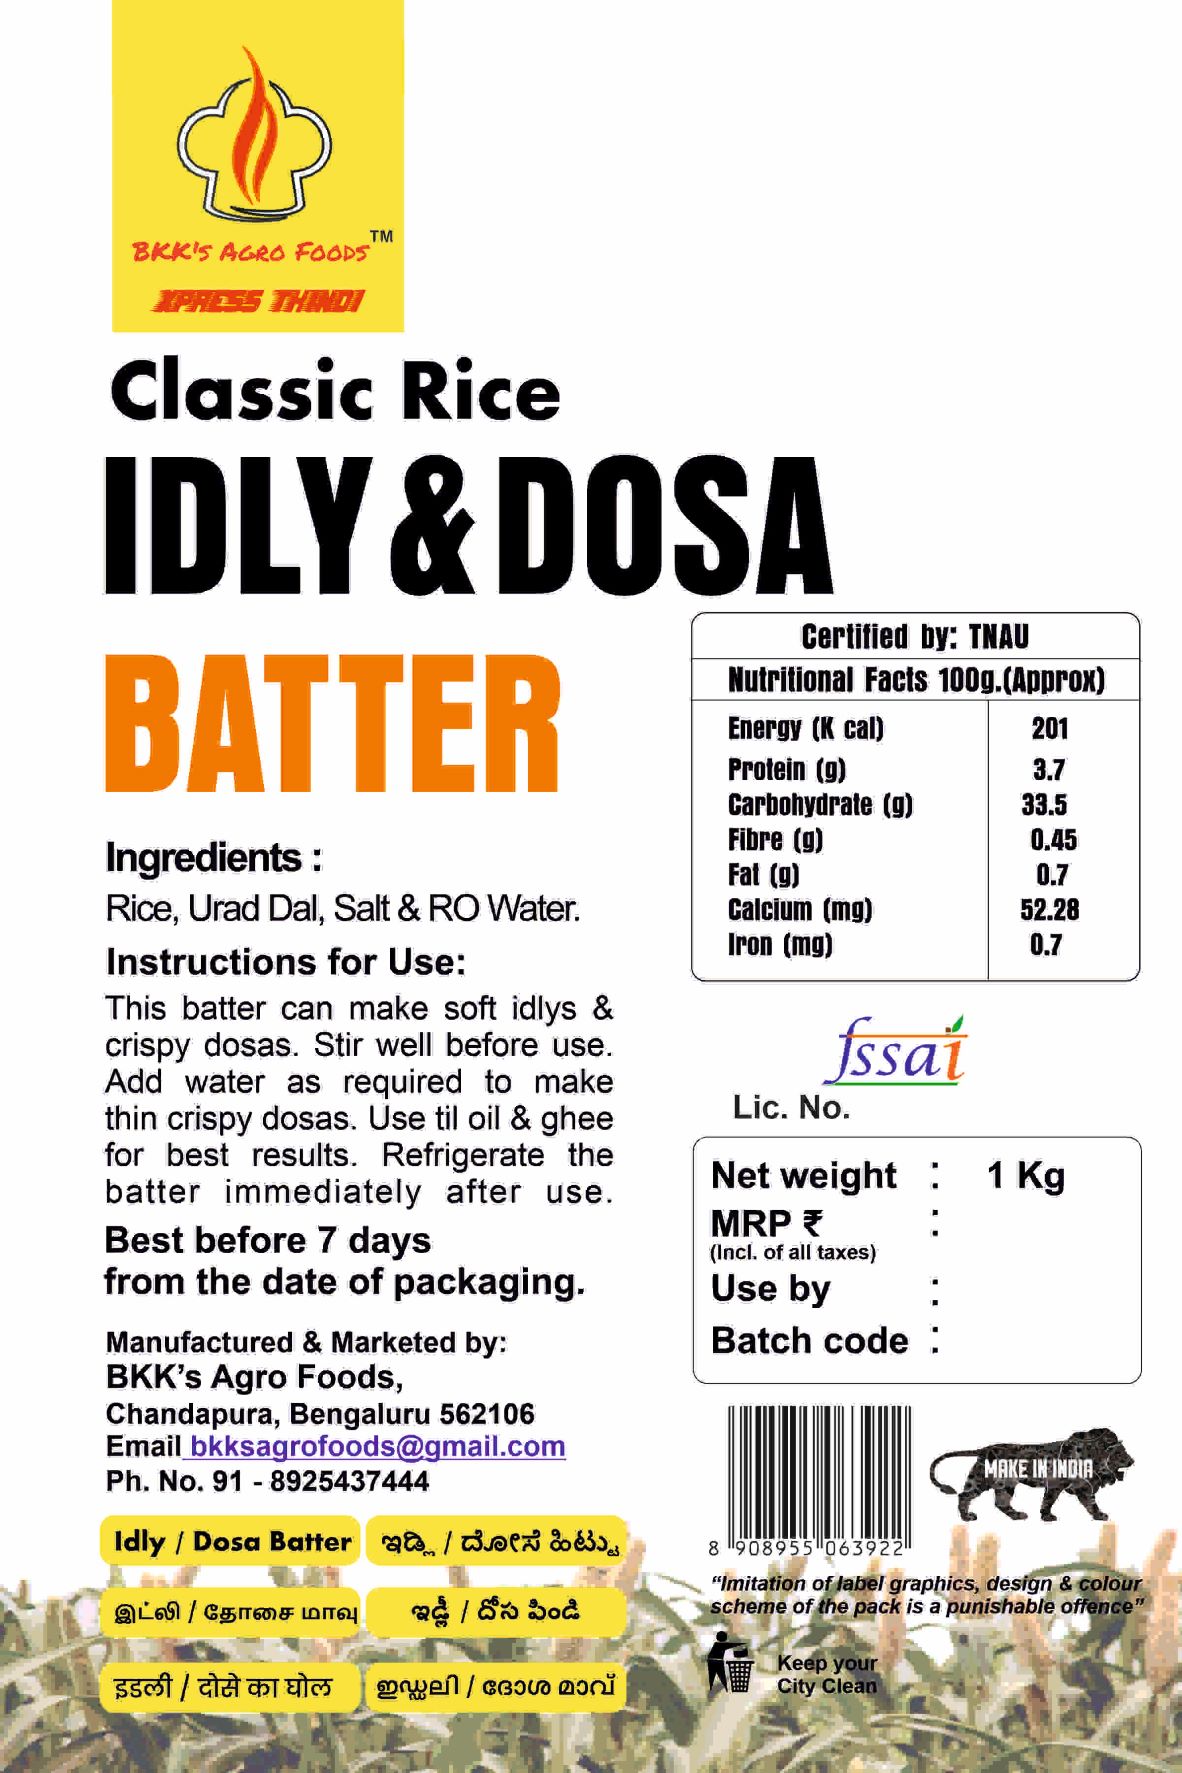 BKK's AGRO FOODS™
XPRESS THINDI
Classic Rice
IDLY & DOSA
BATTER
Certified by: TNAU
Nutritional Facts 100g.(Approx)
Energy (K cal) 201
Protein (g) 3.7
Carbohydrate (g) 33.5
Fibre (g) 0.45
Fat (g) 0.7
Calcium (mg) 52.28
Iron (mg) 0.7
Ingredients :
Rice, Urad Dal, Salt & RO Water.
Instructions for Use:
This batter can make soft idlys &
crispy dosas. Stir well before use.
Add water as required to make
thin crispy dosas. Use til oil & ghee
for best results. Refrigerate the
batter immediately after use.
Best before 7 days
from the date of packaging.
Manufactured & Marketed by:
BKK's Agro Foods,
Chandapura, Bengaluru 562106
Email bkksagrofoods@gmail.com
Ph. No. 91 - 8925437444
fssai
Lic. No.
Net weight : 1 Kg
MRP ₹ :
(Incl. of all taxes)
Use by :
Batch code :
MAKE IN INDIA
8 908955 063922
Idly / Dosa Batter
ಇಡ್ಲಿ / ದೋಸೆ ಹಿಟ್ಟು
இட்லி / தோசை மாவு
ఇడ్లీ / దోస పిండి
इडली / दोसे का घोल
ഇഡ്ഡലി / ദോശ മാവ്
“Imitation of label graphics, design & colour
scheme of the pack is a punishable offence”
Keep your
City Clean